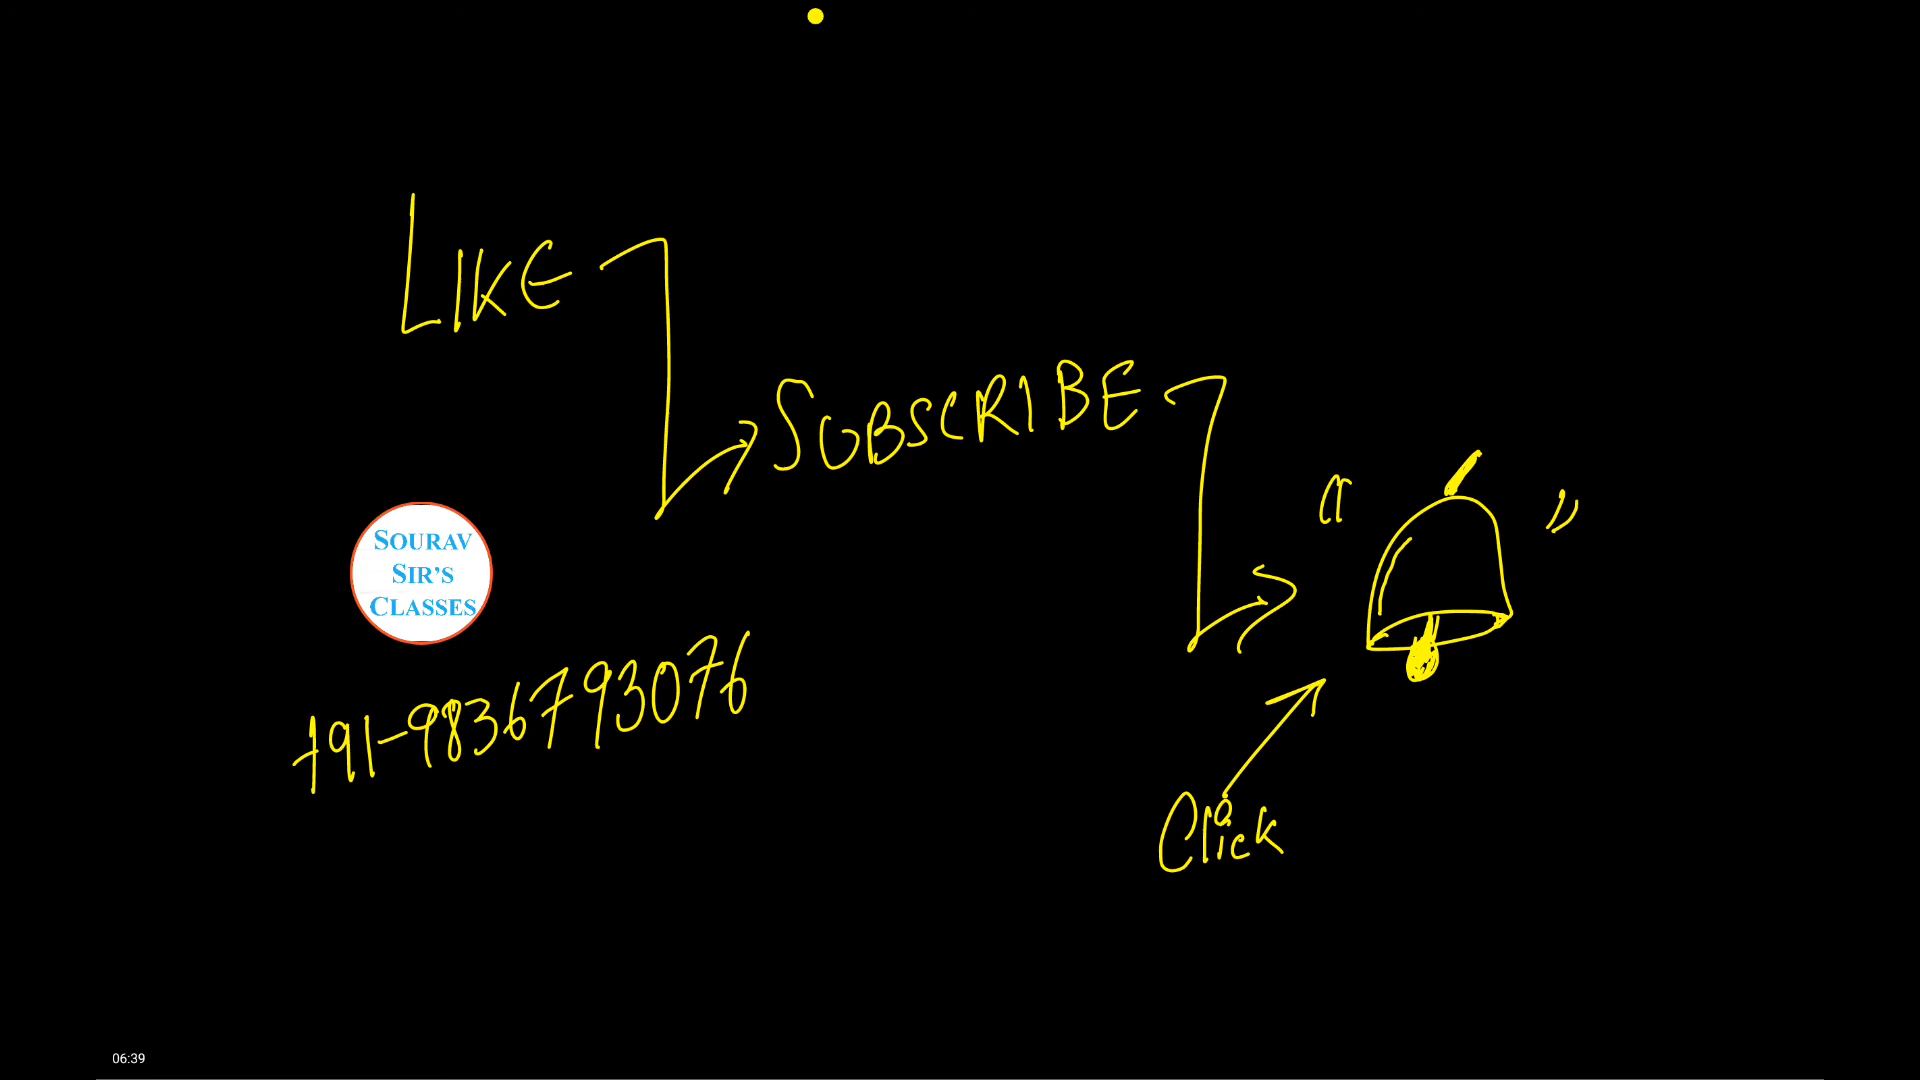 LIKE
SUBSCRIBE
SOURAV
SIR'S
CLASSES
+91-9836793076
Click
06:39